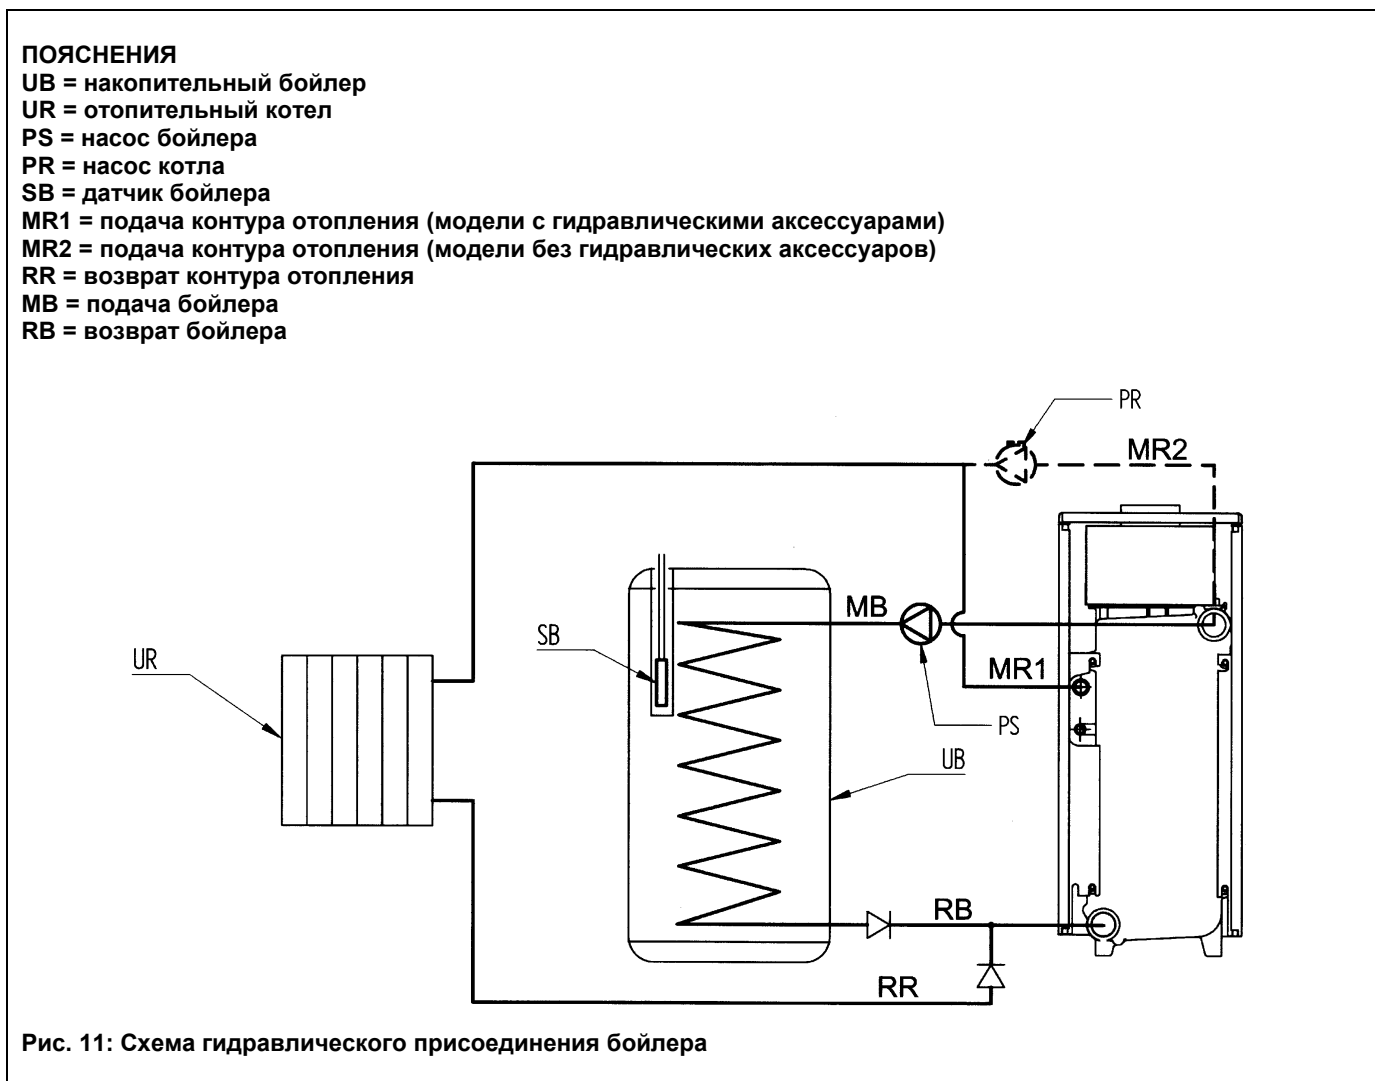 ПОЯСНЕНИЯ
UB = накопительный бойлер
UR = отопительный котел
PS = насос бойлера
PR = насос котла
SB = датчик бойлера
MR1 = подача контура отопления (модели с гидравлическими аксессуарами)
MR2 = подача контура отопления (модели без гидравлических аксессуаров)
RR = возврат контура отопления
MB = подача бойлера
RB = возврат бойлера
PR
MR2
MB
SB
UR
MR1
PS
UB
RB
RR
Рис. 11: Схема гидравлического присоединения бойлера